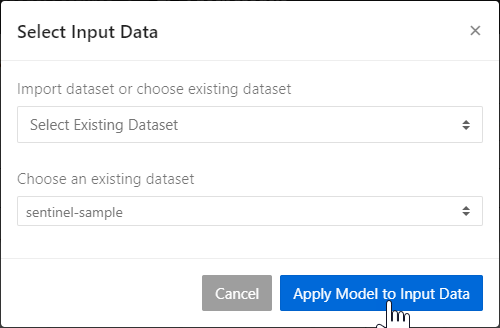 Select Input Data
Import dataset or choose existing dataset
Select Existing Dataset
Choose an existing dataset
sentinel-sample
Cancel
Apply Model to Input Data